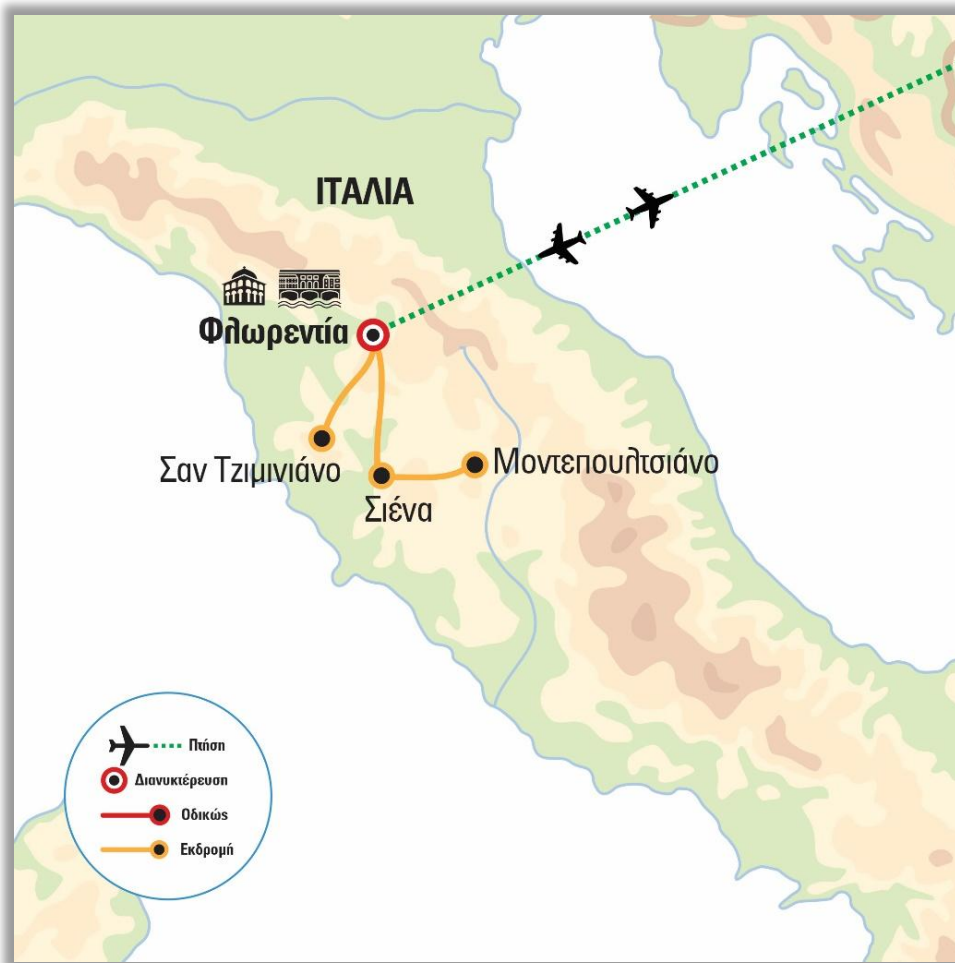 ΙΤΑΛΙΑ
Φλωρεντία
Σαν Τζιμινιάνο
Μοντεπουλτσιάνο
Σιένα
Πτήση
Διανυκτέρευση
Οδικώς
Εκδρομή